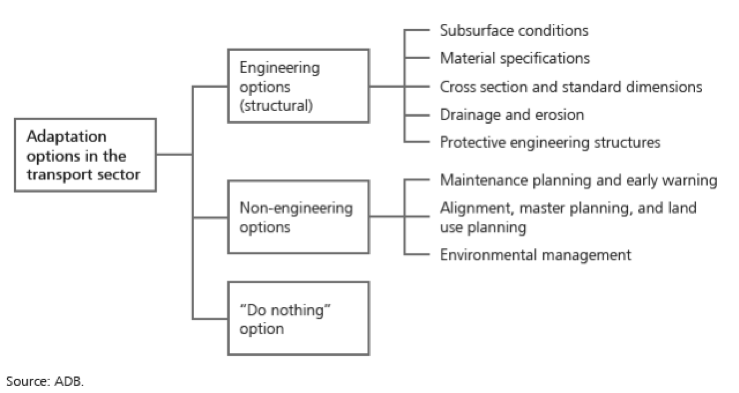 Adaptation
options in the
transport sector
Engineering
options
(structural)
Subsurface conditions
Material specifications
Cross section and standard dimensions
Drainage and erosion
Protective engineering structures
Non-engineering
options
Maintenance planning and early warning
Alignment, master planning, and land
use planning
Environmental management
“Do nothing”
option
Source: ADB.